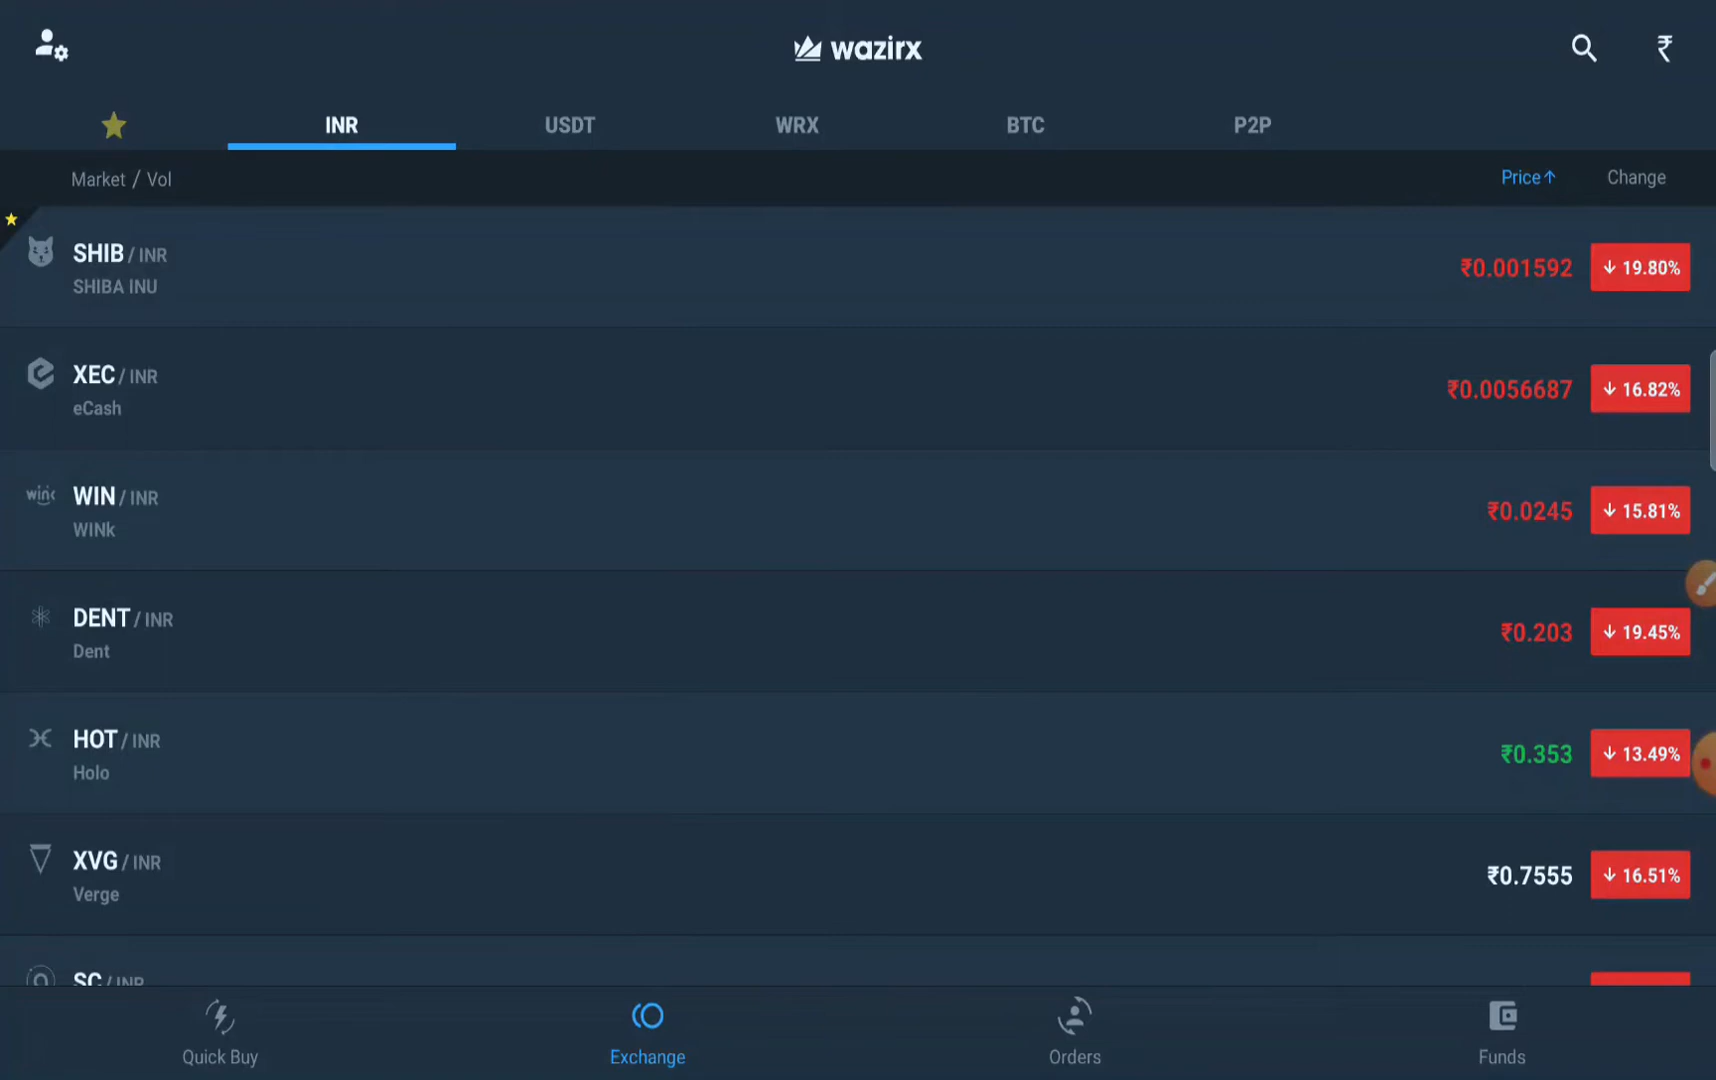 wazirx ₹
INR USDT WRX BTC P2P
Market / Vol Price↑ Change
SHIB / INR
SHIBA INU
₹0.001592 ↓ 19.80%
XEC / INR
eCash
₹0.0056687 ↓ 16.82%
winc
WIN / INR
WINk
₹0.0245 ↓ 15.81%
DENT / INR
Dent
₹0.203 ↓ 19.45%
HOT / INR
Holo
₹0.353 ↓ 13.49%
XVG / INR
Verge
₹0.7555 ↓ 16.51%
SC / INR
Quick Buy Exchange Orders Funds